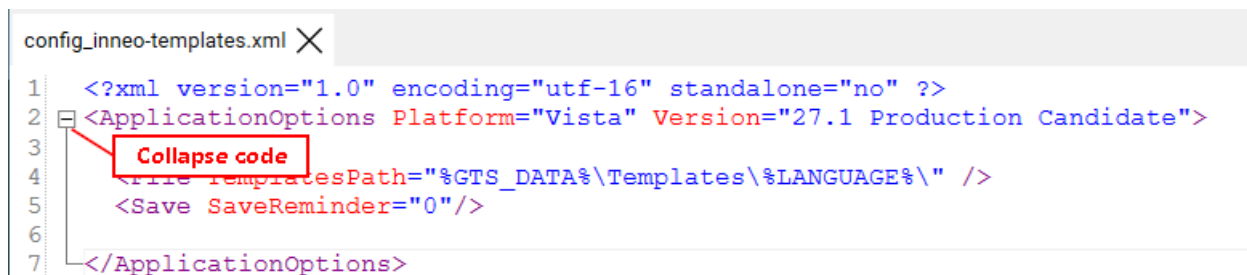 config_inneo-templates.xml
1 <?xml version="1.0" encoding="utf-16" standalone="no" ?>
2 <ApplicationOptions Platform="Vista" Version="27.1 Production Candidate">
3
Collapse code
4 <File TemplatesPath="%GTS_DATA%\Templates\%LANGUAGE%\" />
5 <Save SaveReminder="0"/>
6
7 </ApplicationOptions>